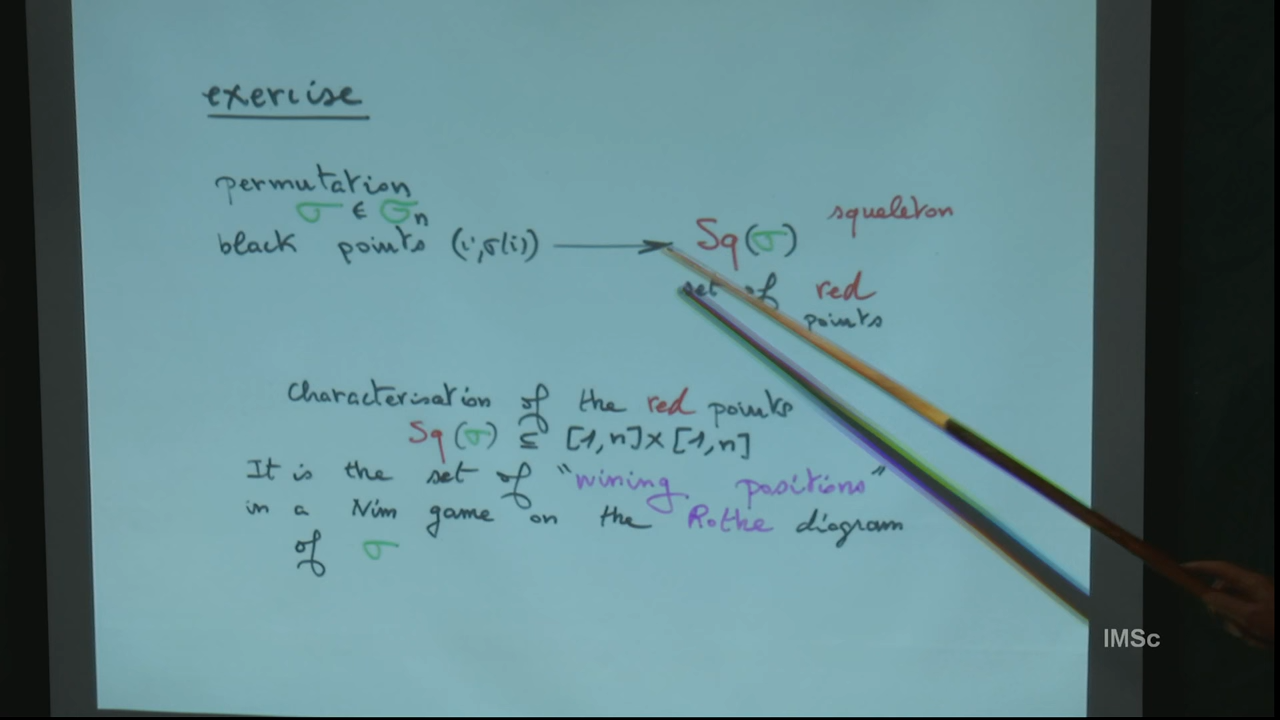 exercise
permutation
σ ∈ 𝔖n
black points (i,σ(i)) ⟶ Sq(σ) squeleton
set of red
points
Characterisation of the red points
Sq(σ) ⊆ [1,n]×[1,n]
It is the set of "wining positions"
in a Nim game on the Rothe diagram
of σ
IMSc